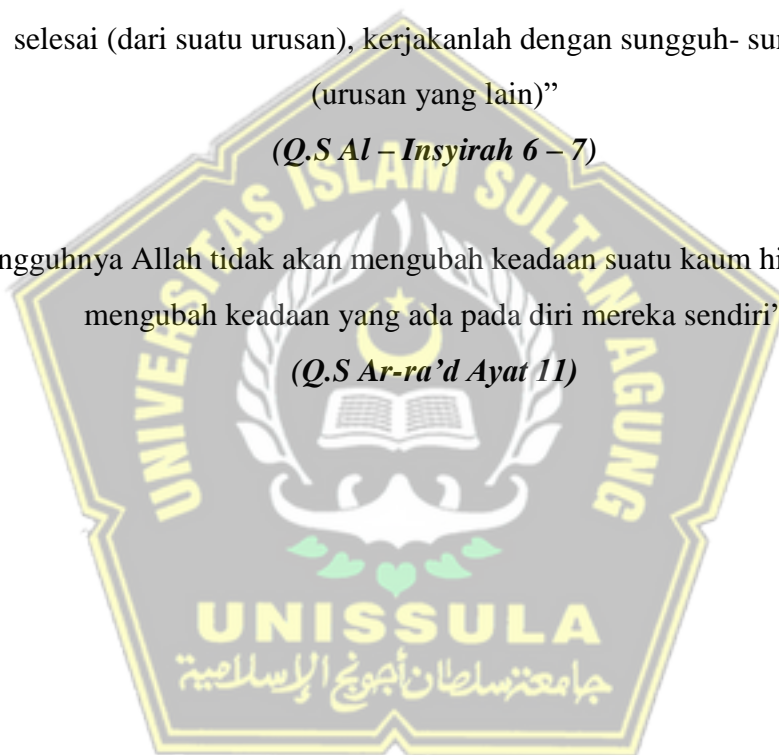 selesai (dari suatu urusan), kerjakanlah dengan sungguh- su
(urusan yang lain)”
(Q.S Al – Insyirah 6 – 7)
UNIVERSITAS ISLAM SULTAN AGUNG
ngguhnya Allah tidak akan mengubah keadaan suatu kaum hi
mengubah keadaan yang ada pada diri mereka sendiri”
(Q.S Ar-ra’d Ayat 11)
UNISSULA
جامعة سلطان أجونج الإسلامية